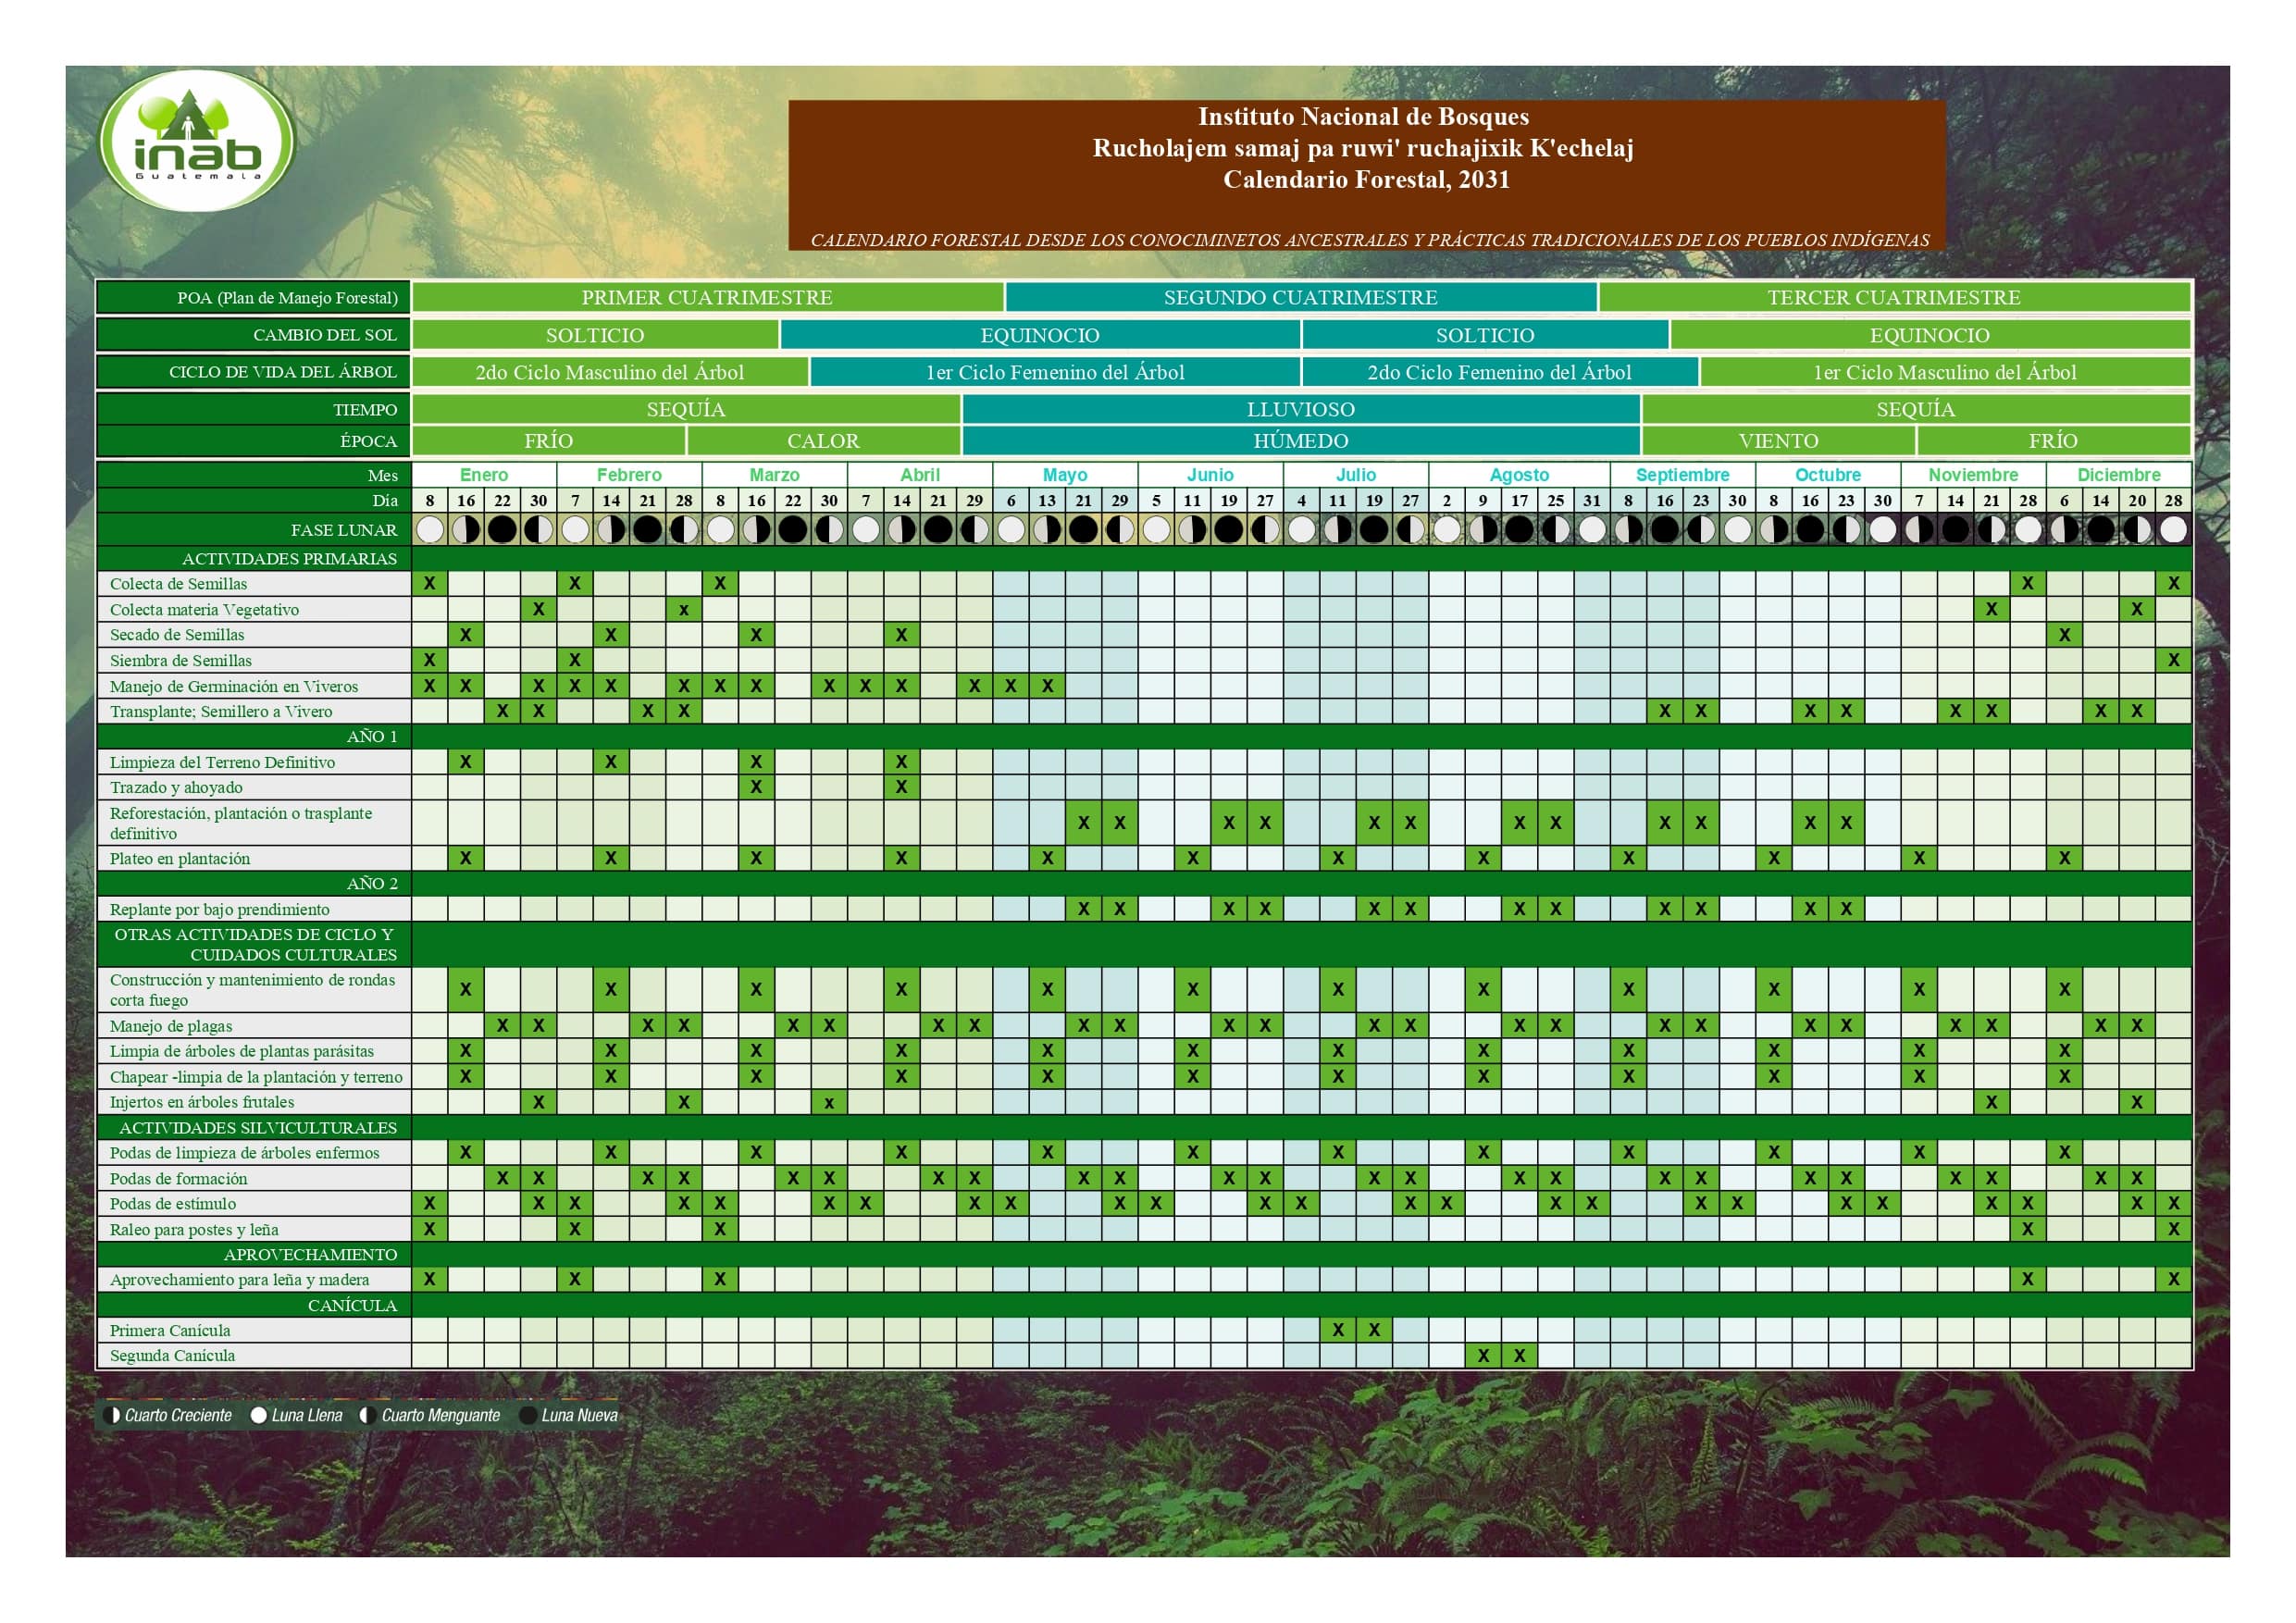 inab
Guatemala
Instituto Nacional de Bosques
Rucholajem samaj pa ruwi' ruchajixik K'echelaj
Calendario Forestal, 2031
CALENDARIO FORESTAL DESDE LOS CONOCIMINETOS ANCESTRALES Y PRÁCTICAS TRADICIONALES DE LOS PUEBLOS INDÍGENAS
POA (Plan de Manejo Forestal) PRIMER CUATRIMESTRE SEGUNDO CUATRIMESTRE TERCER CUATRIMESTRE
CAMBIO DEL SOL SOLTICIO EQUINOCIO SOLTICIO EQUINOCIO
CICLO DE VIDA DEL ÁRBOL 2do Ciclo Masculino del Árbol 1er Ciclo Femenino del Árbol 2do Ciclo Femenino del Árbol 1er Ciclo Masculino del Árbol
TIEMPO SEQUÍA LLUVIOSO SEQUÍA
ÉPOCA FRÍO CALOR HÚMEDO VIENTO FRÍO
Mes Enero Febrero Marzo Abril Mayo Junio Julio Agosto Septiembre Octubre Noviembre Diciembre
Día 8 16 22 30 7 14 21 28 8 16 22 30 7 14 21 29 6 13 21 29 5 11 19 27 4 11 19 27 2 9 17 25 31 8 16 23 30 8 16 23 30 7 14 21 28 6 14 20 28
FASE LUNAR
ACTIVIDADES PRIMARIAS
Colecta de Semillas X X X X X
Colecta materia Vegetativo X x X X
Secado de Semillas X X X X X
Siembra de Semillas X X X
Manejo de Germinación en Viveros X X X X X X X X X X X X X X
Transplante; Semillero a Vivero X X X X X X X X X X X X
AÑO 1
Limpieza del Terreno Definitivo X X X X
Trazado y ahoyado X X
Reforestación, plantación o trasplante
definitivo X X X X X X X X X X X X
Plateo en plantación X X X X X X X X X X X X
AÑO 2
Replante por bajo prendimiento X X X X X X X X X X X X
OTRAS ACTIVIDADES DE CICLO Y
CUIDADOS CULTURALES
Construcción y mantenimiento de rondas
corta fuego X X X X X X X X X X X X
Manejo de plagas X X X X X X X X X X X X X X X X X X X X X X X X
Limpia de árboles de plantas parásitas X X X X X X X X X X X X
Chapear -limpia de la plantación y terreno X X X X X X X X X X X X
Injertos en árboles frutales X X x X X
ACTIVIDADES SILVICULTURALES
Podas de limpieza de árboles enfermos X X X X X X X X X X X X
Podas de formación X X X X X X X X X X X X X X X X X X X X X X X X
Podas de estímulo X X X X X X X X X X X X X X X X X X X X X X X X X
Raleo para postes y leña X X X X X
APROVECHAMIENTO
Aprovechamiento para leña y madera X X X X X
CANÍCULA
Primera Canícula X X
Segunda Canícula X X
Cuarto Creciente Luna Llena Cuarto Menguante Luna Nueva